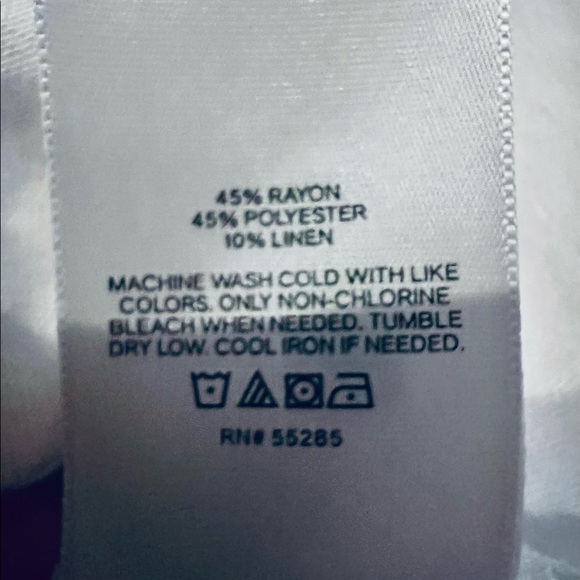 45% RAYON
45% POLYESTER
10% LINEN
MACHINE WASH COLD WITH LIKE
COLORS. ONLY NON-CHLORINE
BLEACH WHEN NEEDED. TUMBLE
DRY LOW. COOL IRON IF NEEDED.
RN# 55285